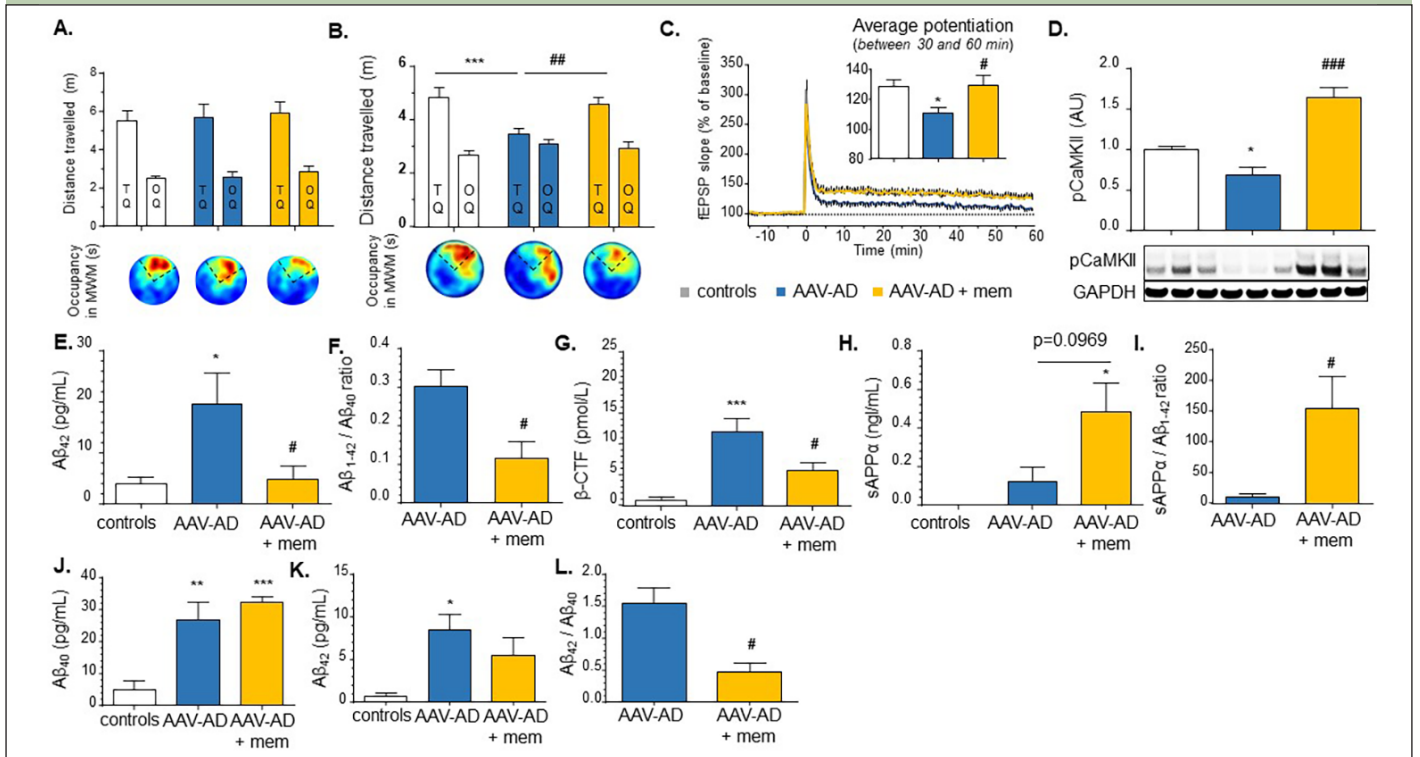 A.
Distance travelled (m)
8
6
4
2
0
T
Q
O
Q
T
Q
O
Q
T
Q
O
Q
Occupancy
in MWM (s)
B.
Distance travelled (m)
6
4
2
0
***
##
T
Q
O
Q
T
Q
O
Q
T
Q
O
Q
Occupancy
in MWM (s)
C.
Average potentiation
(between 30 and 60 min)
fEPSP slope (% of baseline)
350
300
250
200
150
100
140
120
100
80
*
#
-10 0 10 20 30 40 50 60
Time (min)
controls AAV-AD AAV-AD + mem
D.
pCaMKII (AU)
2.0
1.5
1.0
0.5
0.0
*
###
pCaMKII
GAPDH
E.
Aβ42 (pg/mL)
30
20
10
0
*
#
controls AAV-AD AAV-AD
+ mem
F.
Aβ1-42 / Aβ40 ratio
0.4
0.3
0.2
0.1
0.0
#
AAV-AD AAV-AD
+ mem
G.
β-CTF (pmol/L)
25
20
15
10
5
0
***
#
controls AAV-AD AAV-AD
+ mem
H.
sAPPα (ngl/mL)
0.8
0.6
0.4
0.2
0.0
p=0.0969
*
controls AAV-AD AAV-AD
+ mem
I.
sAPPα / Aβ1-42 ratio
250
200
150
100
50
0
#
AAV-AD AAV-AD
+ mem
J.
Aβ40 (pg/mL)
40
30
20
10
0
**
***
controls AAV-AD AAV-AD
+ mem
K.
Aβ42 (pg/mL)
15
10
5
0
*
controls AAV-AD AAV-AD
+ mem
L.
Aβ42 / Aβ40
2.0
1.5
1.0
0.5
0.0
#
AAV-AD AAV-AD
+ mem